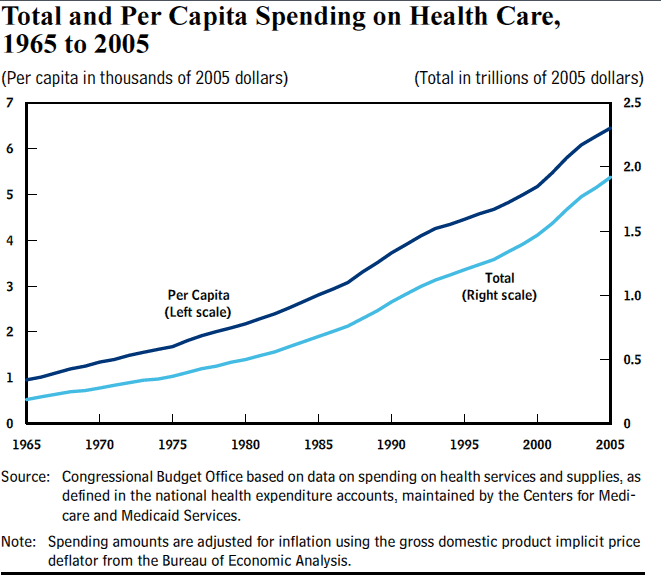 Total and Per Capita Spending on Health Care,
1965 to 2005
(Per capita in thousands of 2005 dollars) (Total in trillions of 2005 dollars)
7 2.5
6
2.0
5
1.5
4
3
1.0
Per Capita
(Left scale)
Total
(Right scale)
2
0.5
1
0 0
1965 1970 1975 1980 1985 1990 1995 2000 2005
Source: Congressional Budget Office based on data on spending on health services and supplies, as
defined in the national health expenditure accounts, maintained by the Centers for Medi-
care and Medicaid Services.
Note: Spending amounts are adjusted for inflation using the gross domestic product implicit price
deflator from the Bureau of Economic Analysis.